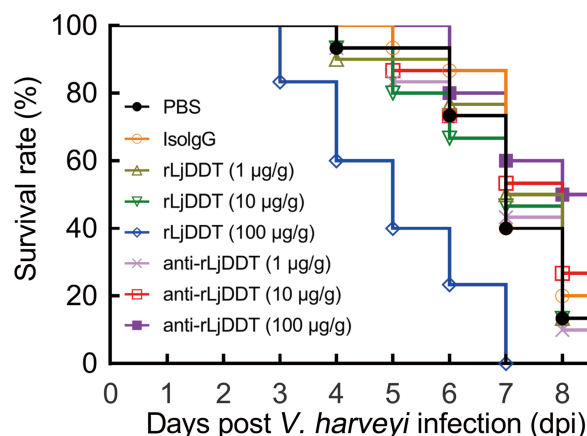 100
80
60
40
20
0
Survival rate (%)
PBS
IsoIgG
rLjDDT (1 μg/g)
rLjDDT (10 μg/g)
rLjDDT (100 μg/g)
anti-rLjDDT (1 μg/g)
anti-rLjDDT (10 μg/g)
anti-rLjDDT (100 μg/g)
0 1 2 3 4 5 6 7 8
Days post V. harveyi infection (dpi)